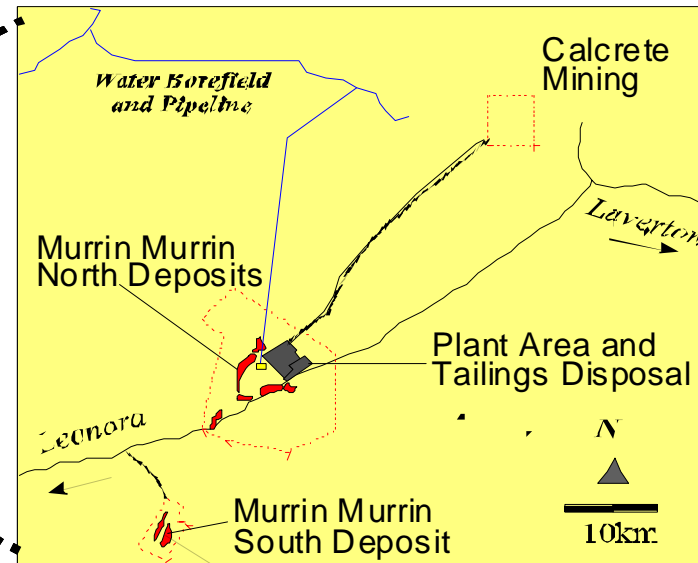 Calcrete
Mining
Water Borefield
and Pipeline
Laverton
Murrin Murrin
North Deposits
Plant Area and
Tailings Disposal
Leonora
N
10km
Murrin Murrin
South Deposit